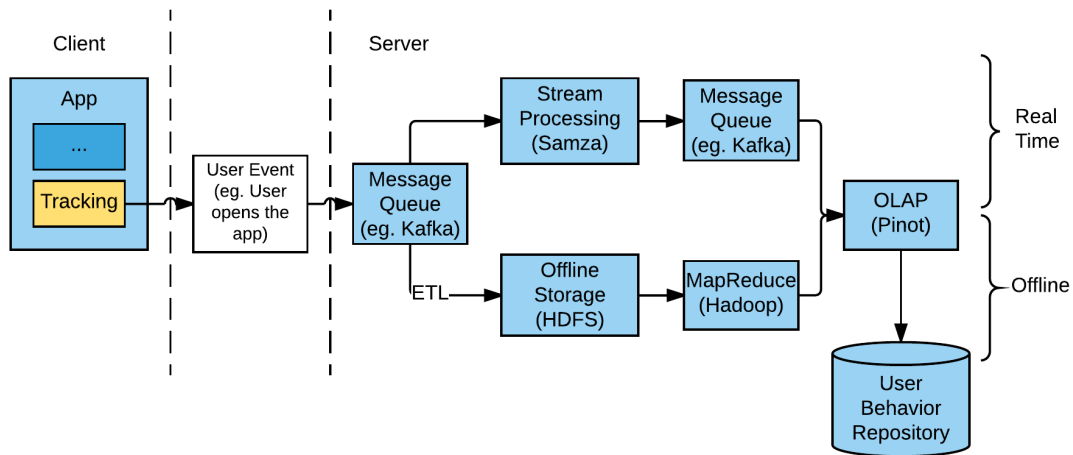 Client
Server
App
...
Tracking
User Event
(eg. User
opens the
app)
Message
Queue
(eg. Kafka)
Stream
Processing
(Samza)
Message
Queue
(eg. Kafka)
ETL
Offline
Storage
(HDFS)
MapReduce
(Hadoop)
OLAP
(Pinot)
User
Behavior
Repository
Real
Time
Offline